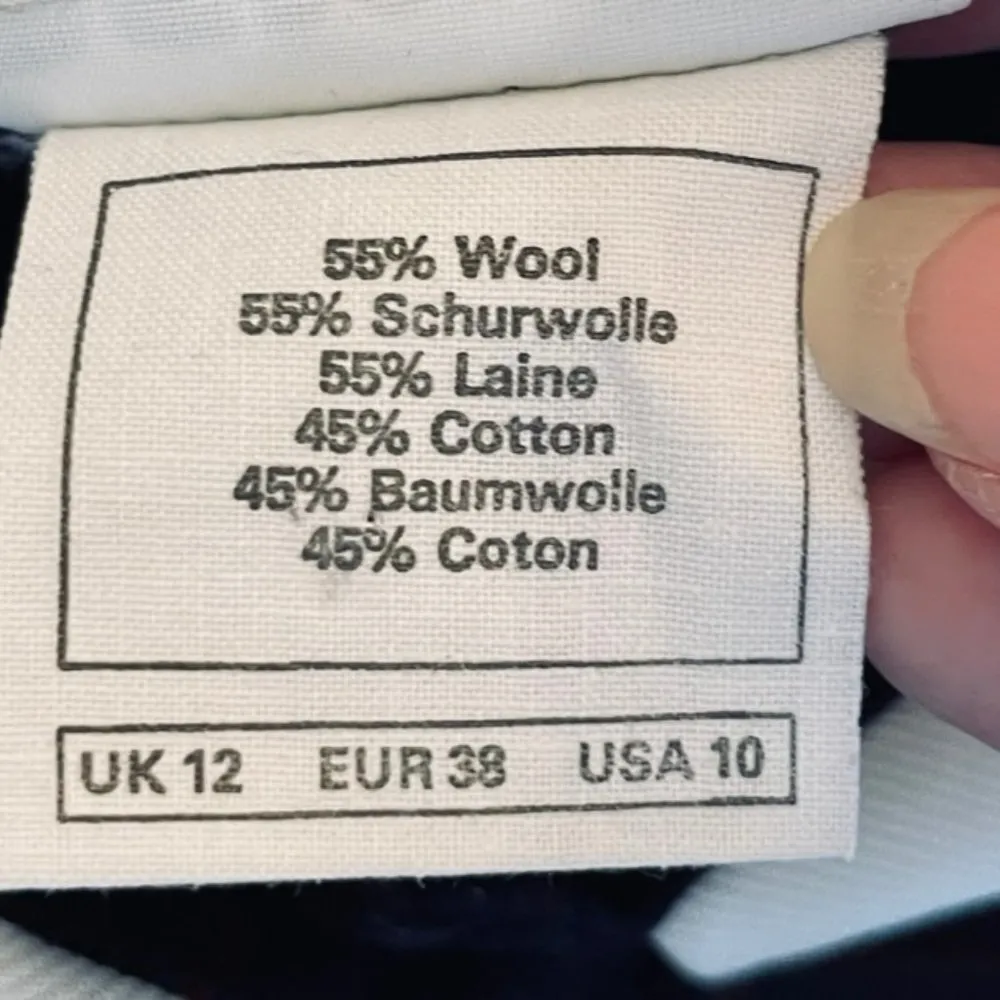 55% Wool
55% Schurwolle
55% Laine
45% Cotton
45% Baumwolle
45% Coton
UK 12 EUR 38 USA 10